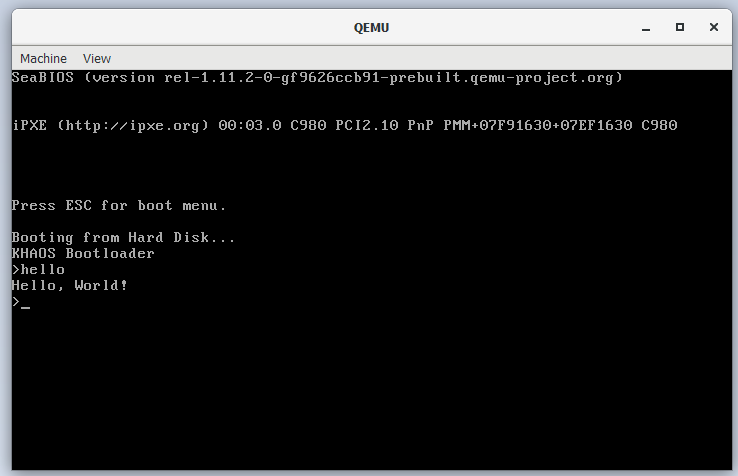 QEMU
Machine View
SeaBIOS (version rel-1.11.2-0-gf9626ccb91-prebuilt.qemu-project.org)
iPXE (http://ipxe.org) 00:03.0 C980 PCI2.10 PnP PMM+07F91630+07EF1630 C980
Press ESC for boot menu.
Booting from Hard Disk...
KHAOS Bootloader
>hello
Hello, World!
>_